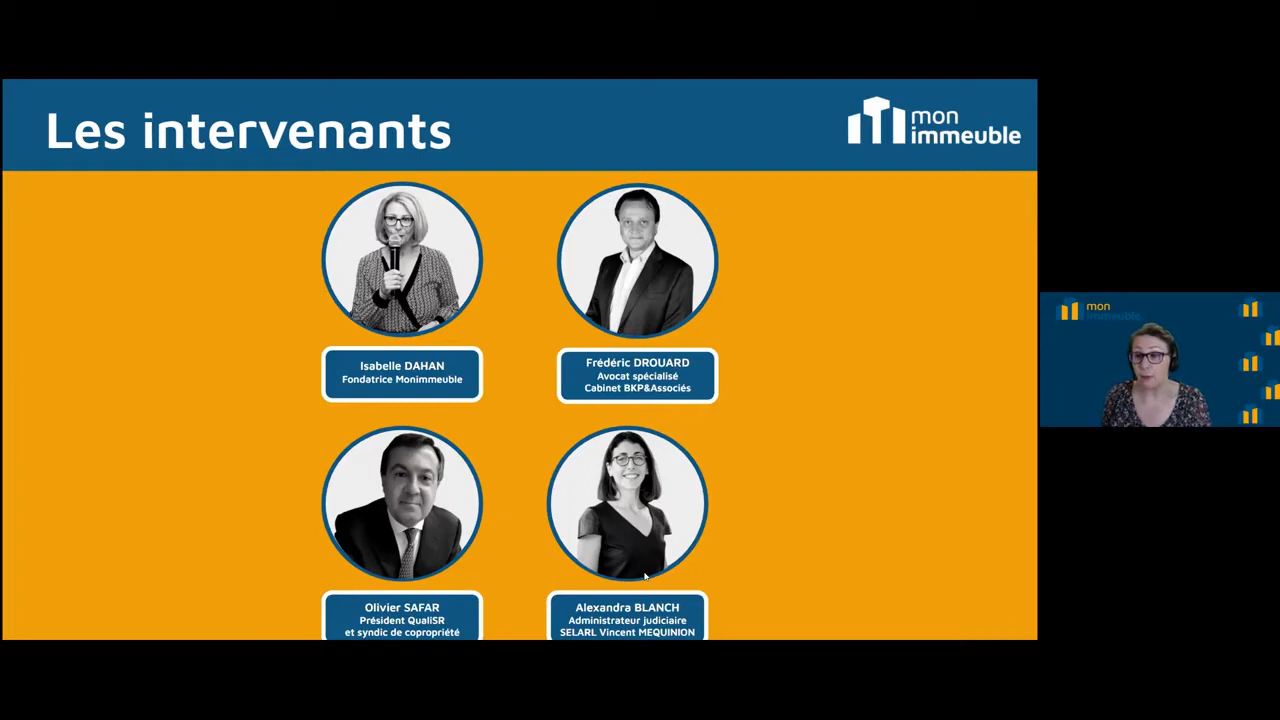 Les intervenants
mon
immeuble
Isabelle DAHAN
Fondatrice Monimmeuble
Frédéric DROUARD
Avocat spécialisé
Cabinet BKP&Associés
mon
immeuble
Olivier SAFAR
Président QualiSR
et syndic de copropriété
Alexandra BLANCH
Administrateur judiciaire
SELARL Vincent MEQUINION